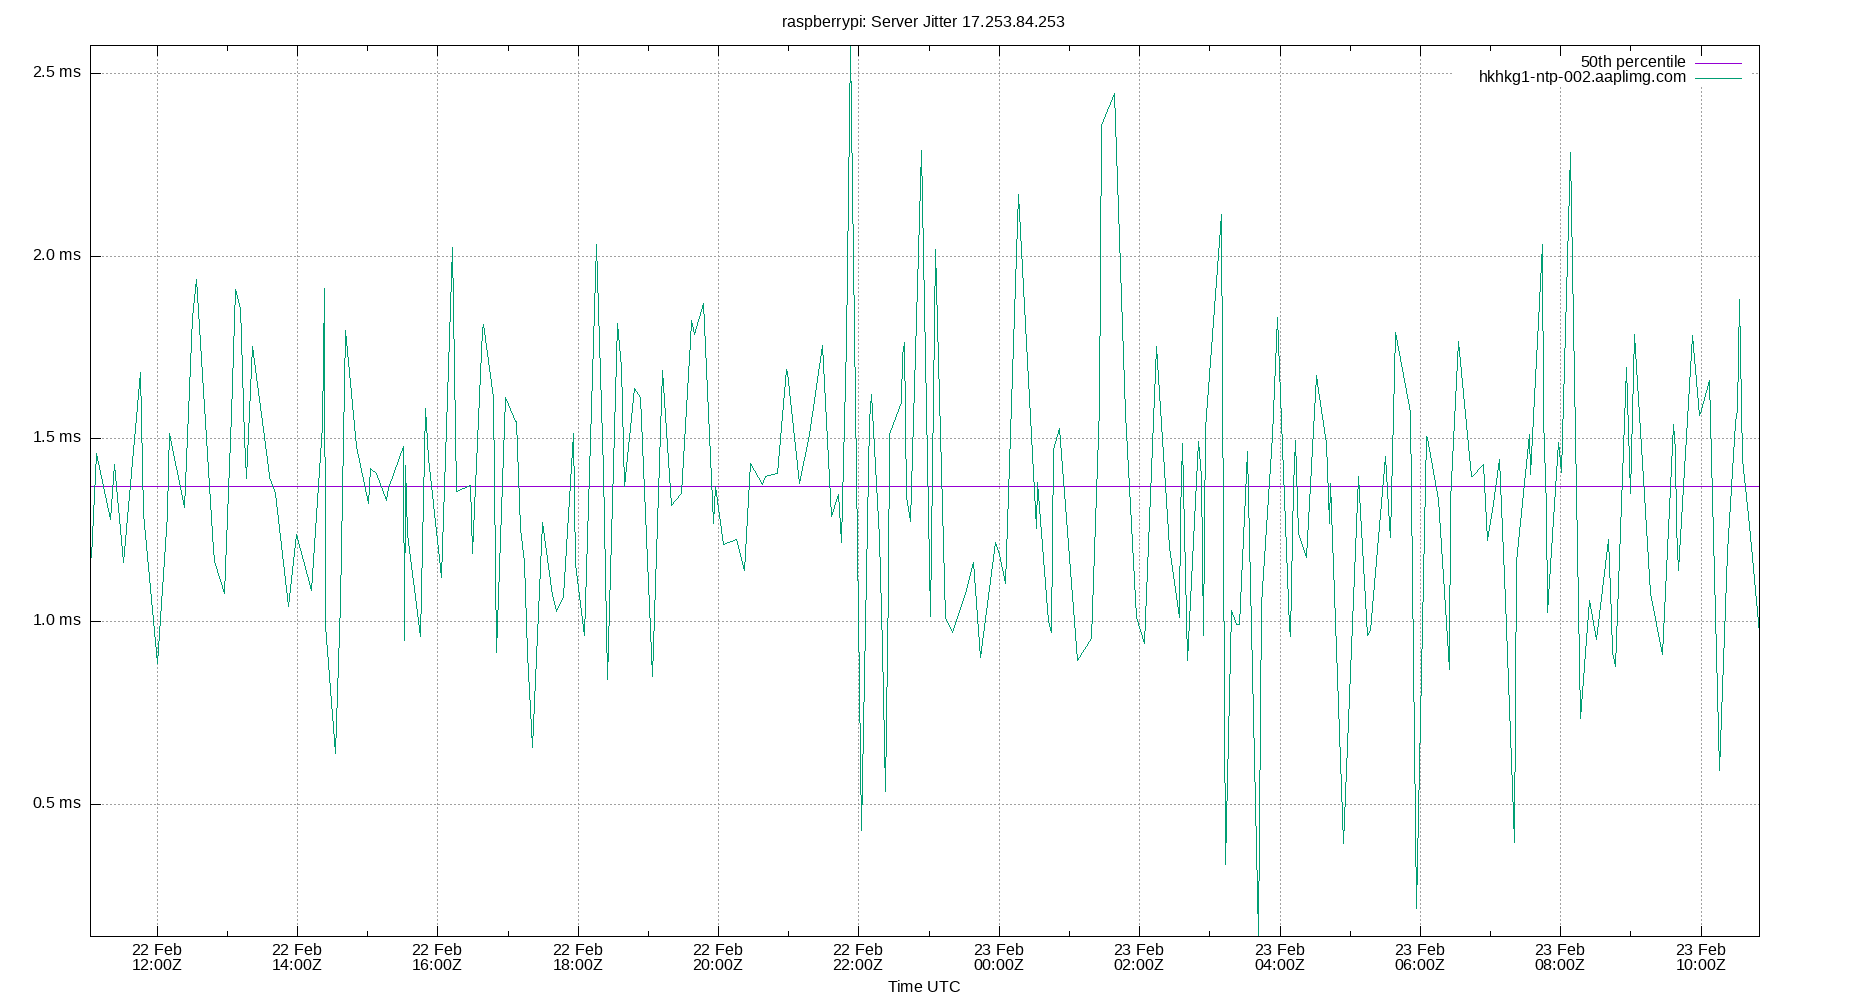 raspberrypi: Server Jitter 17.253.84.253
50th percentile
hkhkg1-ntp-002.aaplimg.com
2.5 ms
2.0 ms
1.5 ms
1.0 ms
0.5 ms
22 Feb 22 Feb 22 Feb 22 Feb 22 Feb 22 Feb 23 Feb 23 Feb 23 Feb 23 Feb 23 Feb 23 Feb
12:00Z 14:00Z 16:00Z 18:00Z 20:00Z 22:00Z 00:00Z 02:00Z 04:00Z 06:00Z 08:00Z 10:00Z
Time UTC